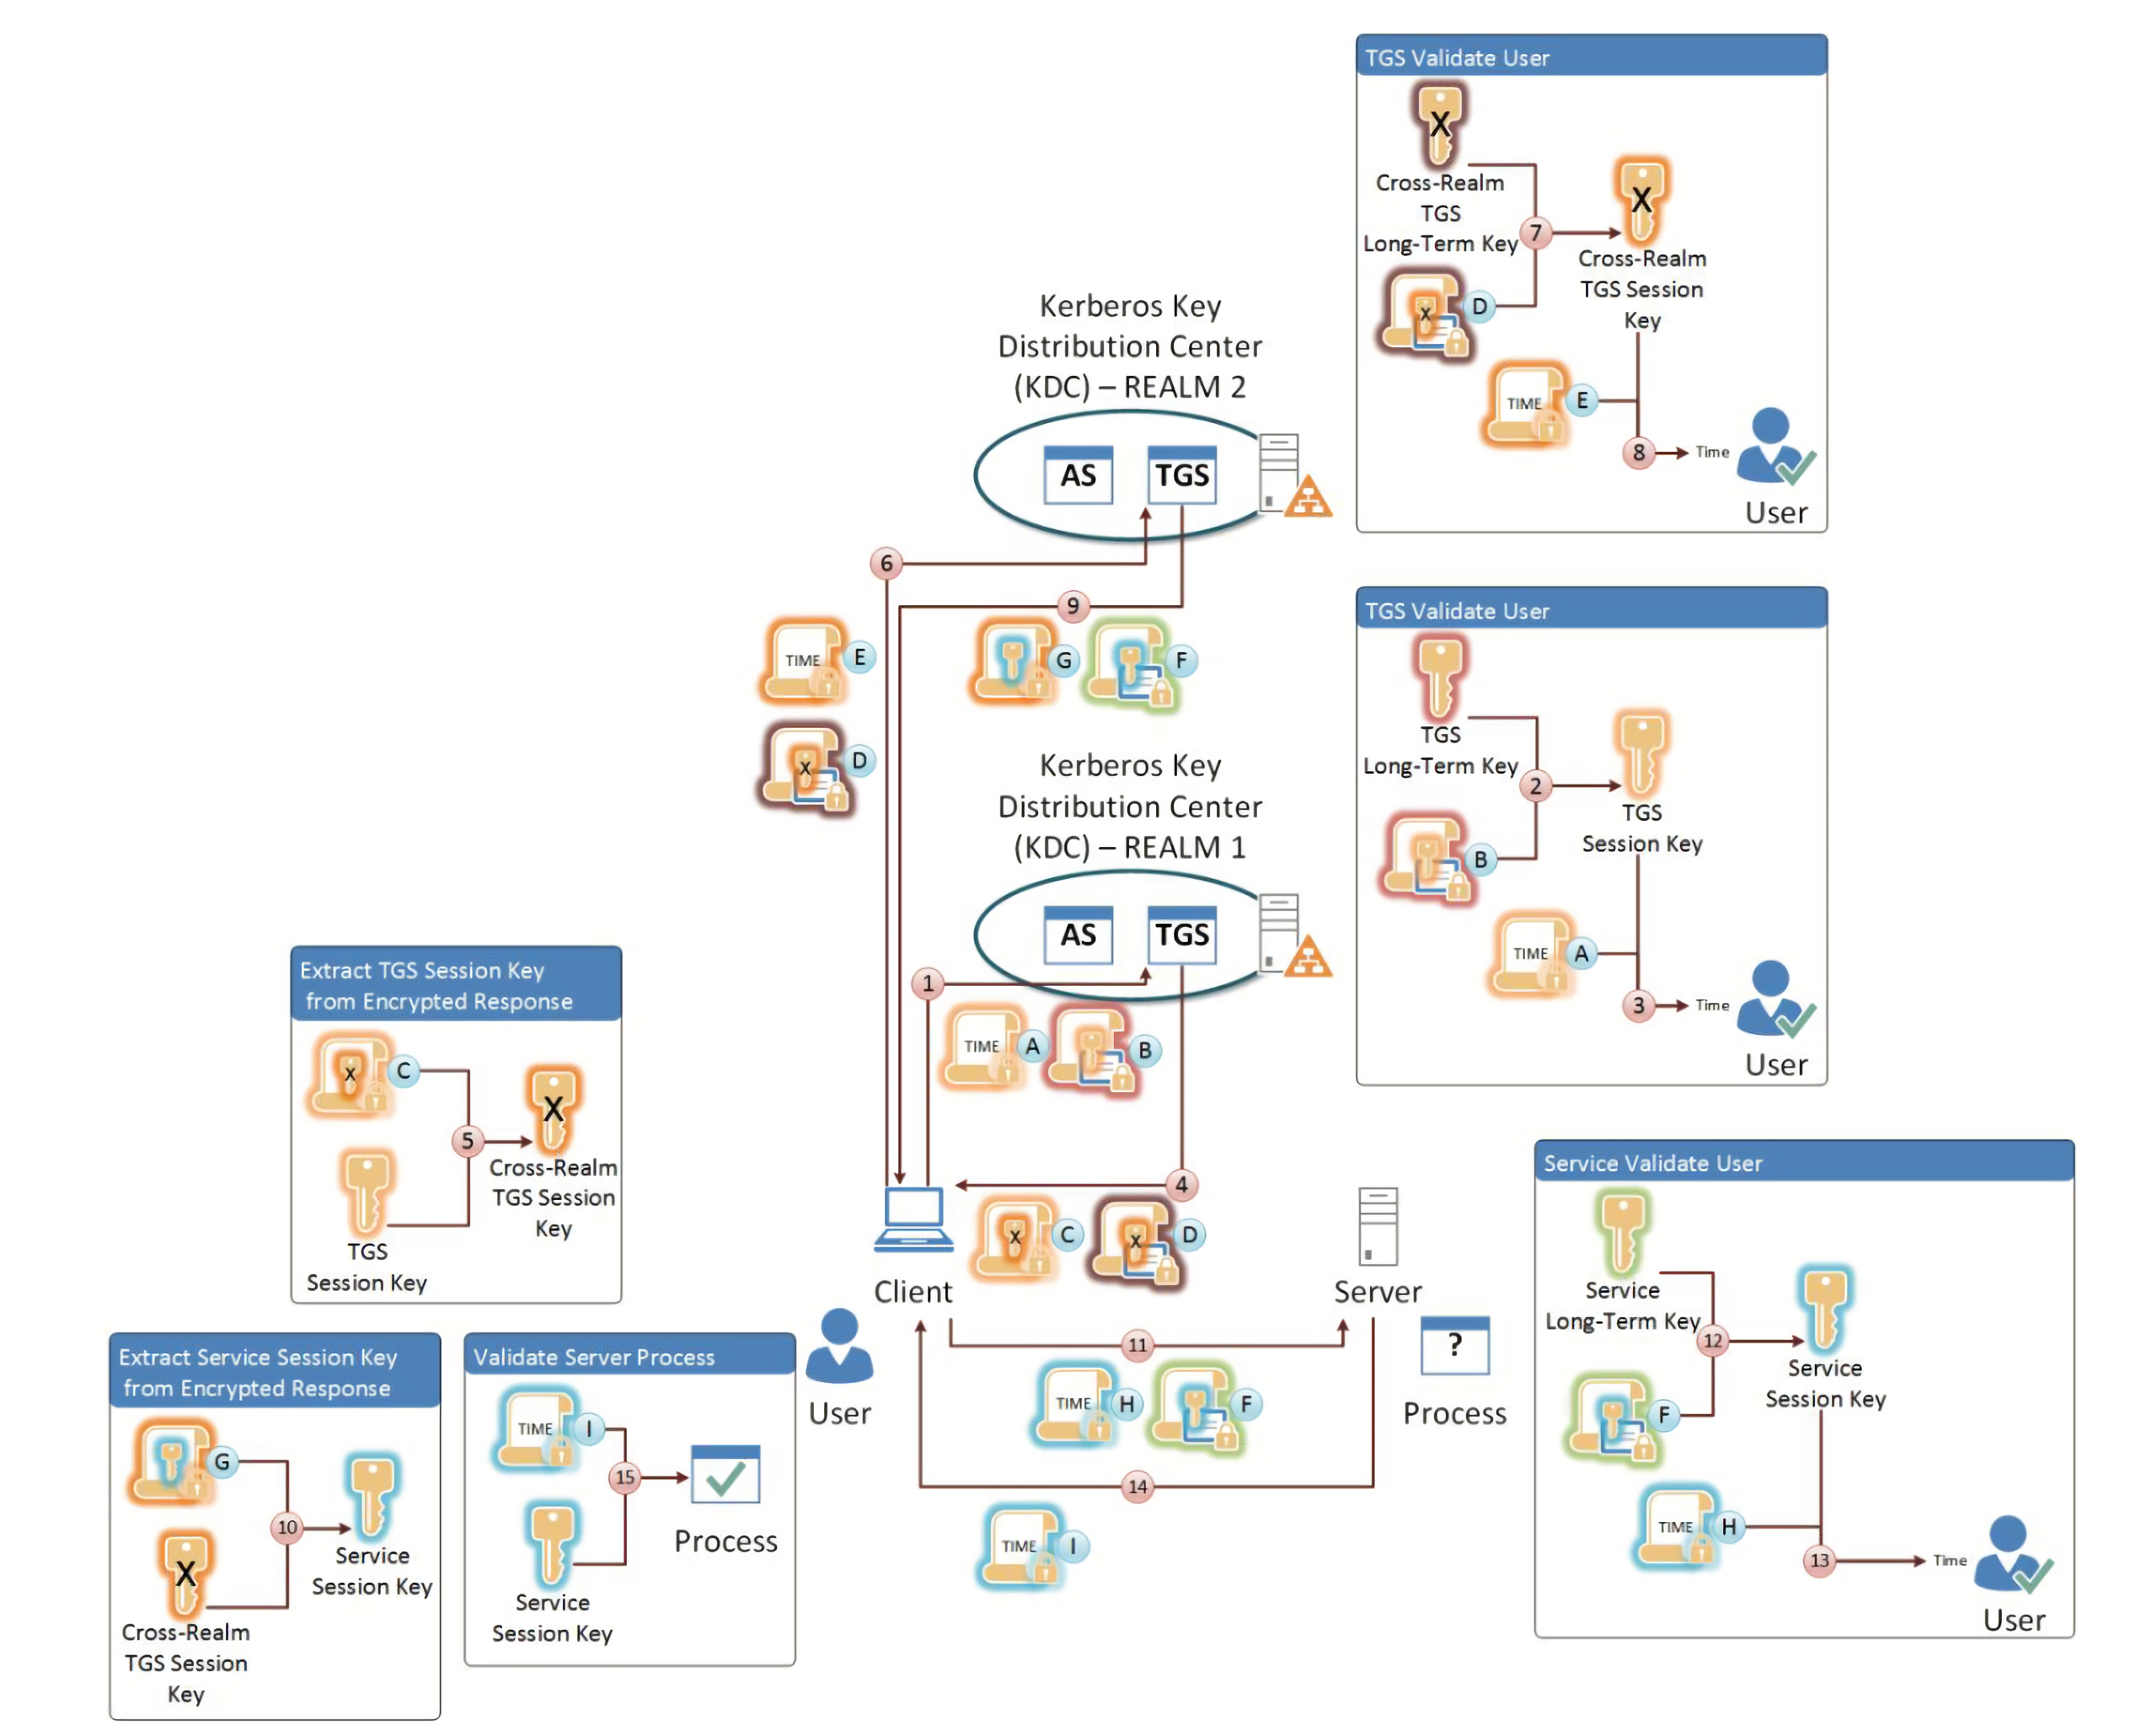 TGS Validate User
X
Cross-Realm
TGS
Long-Term Key
7
X
Cross-Realm
TGS Session
Key
X
D
TIME
E
8
Time
User
Kerberos Key
Distribution Center
(KDC) – REALM 2
AS
TGS
6
9
TIME
E
G
F
X
D
TGS Validate User
TGS
Long-Term Key
2
TGS
Session Key
B
TIME
A
3
Time
User
Kerberos Key
Distribution Center
(KDC) – REALM 1
AS
TGS
1
TIME
A
B
4
X
C
X
D
Extract TGS Session Key
from Encrypted Response
X
C
5
X
Cross-Realm
TGS Session
Key
TGS
Session Key
Client
User
Server
?
Process
11
TIME
H
F
14
TIME
I
Service Validate User
Service
Long-Term Key
12
Service
Session Key
F
TIME
H
13
Time
User
Extract Service Session Key
from Encrypted Response
G
10
Service
Session Key
X
Cross-Realm
TGS Session
Key
Validate Server Process
TIME
I
15
Process
Service
Session Key